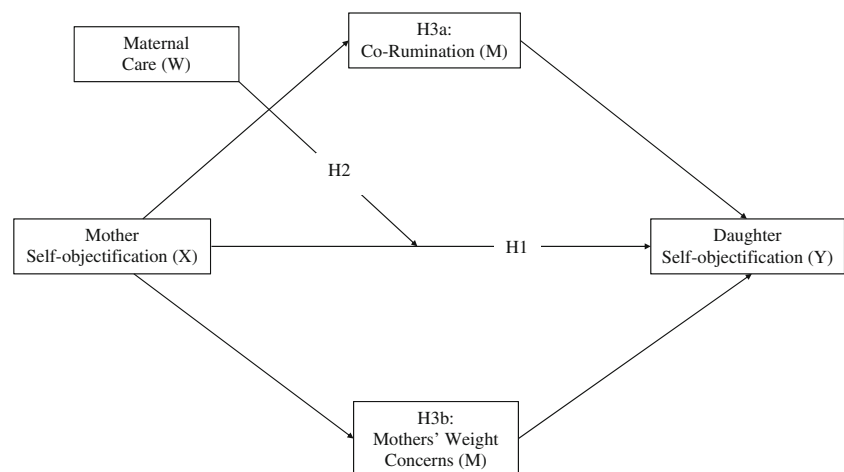 H3a:
Co-Rumination (M)
Maternal
Care (W)
H2
Mother
Self-objectification (X)
H1
Daughter
Self-objectification (Y)
H3b:
Mothers' Weight
Concerns (M)